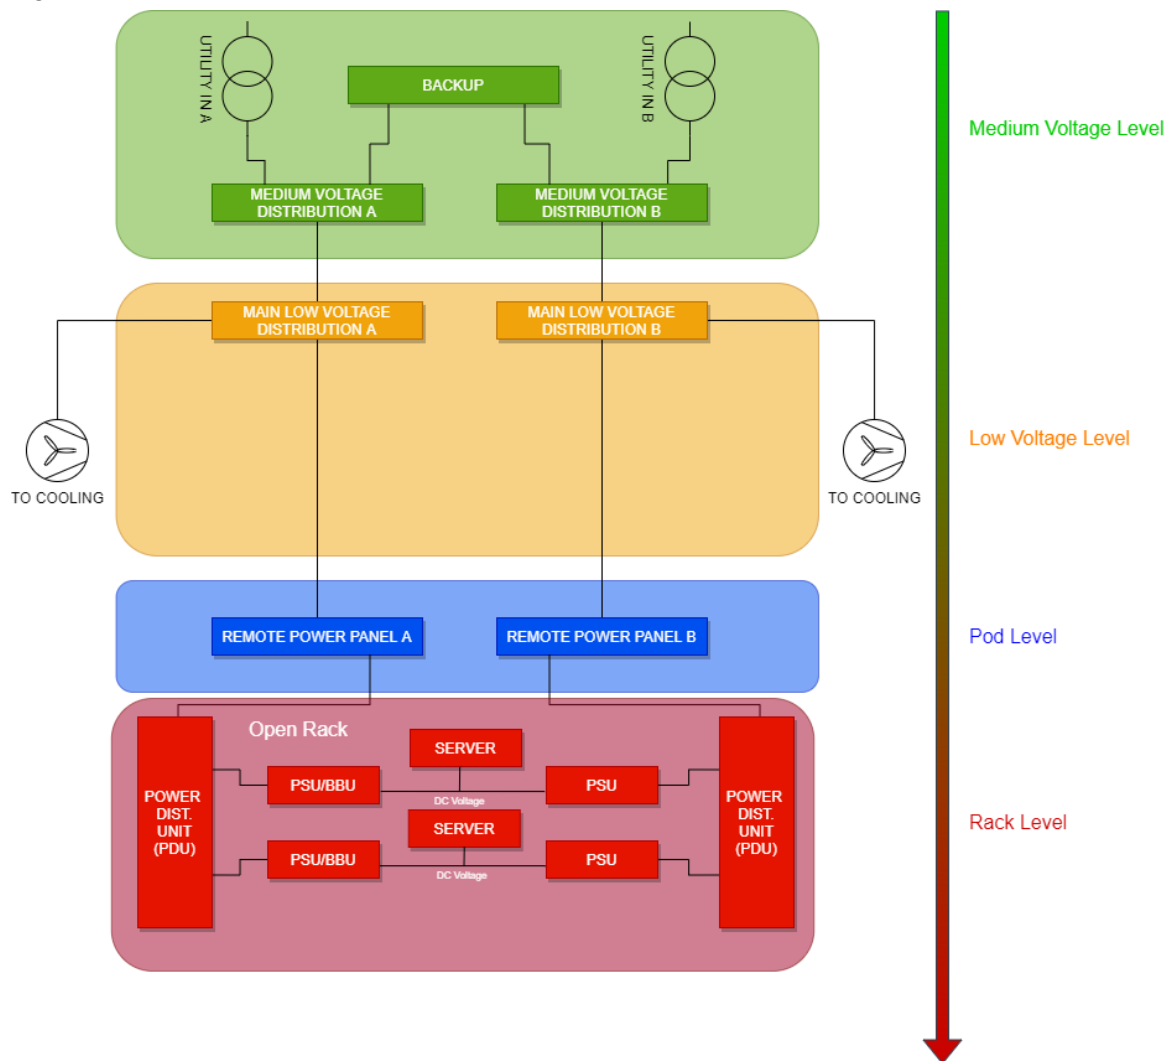 UTILITY IN A
BACKUP
UTILITY IN B
Medium Voltage Level
MEDIUM VOLTAGE
DISTRIBUTION A
MEDIUM VOLTAGE
DISTRIBUTION B
MAIN LOW VOLTAGE
DISTRIBUTION A
MAIN LOW VOLTAGE
DISTRIBUTION B
Low Voltage Level
TO COOLING
TO COOLING
REMOTE POWER PANEL A
REMOTE POWER PANEL B
Pod Level
Open Rack
POWER
DIST.
UNIT
(PDU)
SERVER
PSU/BBU
PSU
DC Voltage
SERVER
PSU/BBU
PSU
DC Voltage
POWER
DIST.
UNIT
(PDU)
Rack Level